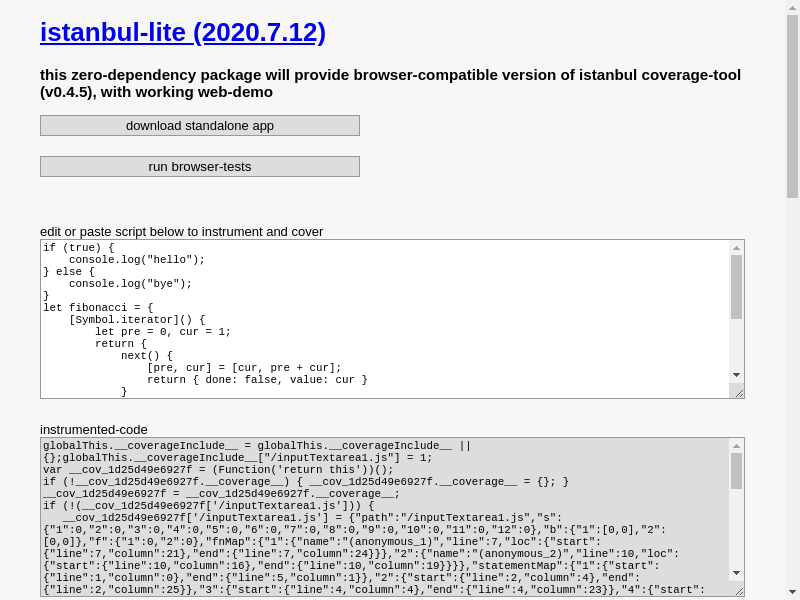 istanbul-lite (2020.7.12)
this zero-dependency package will provide browser-compatible version of istanbul coverage-tool
(v0.4.5), with working web-demo
download standalone app
run browser-tests
edit or paste script below to instrument and cover
if (true) {
    console.log("hello");
} else {
    console.log("bye");
}
let fibonacci = {
    [Symbol.iterator]() {
        let pre = 0, cur = 1;
        return {
            next() {
                [pre, cur] = [cur, pre + cur];
                return { done: false, value: cur }
            }
instrumented-code
globalThis.__coverageInclude__ = globalThis.__coverageInclude__ ||
{};globalThis.__coverageInclude__["/inputTextarea1.js"] = 1;
var __cov_1d25d49e6927f = (Function('return this'))();
if (!__cov_1d25d49e6927f.__coverage__) { __cov_1d25d49e6927f.__coverage__ = {}; }
__cov_1d25d49e6927f = __cov_1d25d49e6927f.__coverage__;
if (!(__cov_1d25d49e6927f['/inputTextarea1.js'])) {
   __cov_1d25d49e6927f['/inputTextarea1.js'] = {"path":"/inputTextarea1.js","s":
{"1":0,"2":0,"3":0,"4":0,"5":0,"6":0,"7":0,"8":0,"9":0,"10":0,"11":0,"12":0},"b":{"1":[0,0],"2":
[0,0]},"f":{"1":0,"2":0},"fnMap":{"1":{"name":"(anonymous_1)","line":7,"loc":{"start":
{"line":7,"column":21},"end":{"line":7,"column":24}}},"2":{"name":"(anonymous_2)","line":10,"loc":
{"start":{"line":10,"column":16},"end":{"line":10,"column":19}}}},"statementMap":{"1":{"start":
{"line":1,"column":0},"end":{"line":5,"column":1}},"2":{"start":{"line":2,"column":4},"end":
{"line":2,"column":25}},"3":{"start":{"line":4,"column":4},"end":{"line":4,"column":23}},"4":{"start":